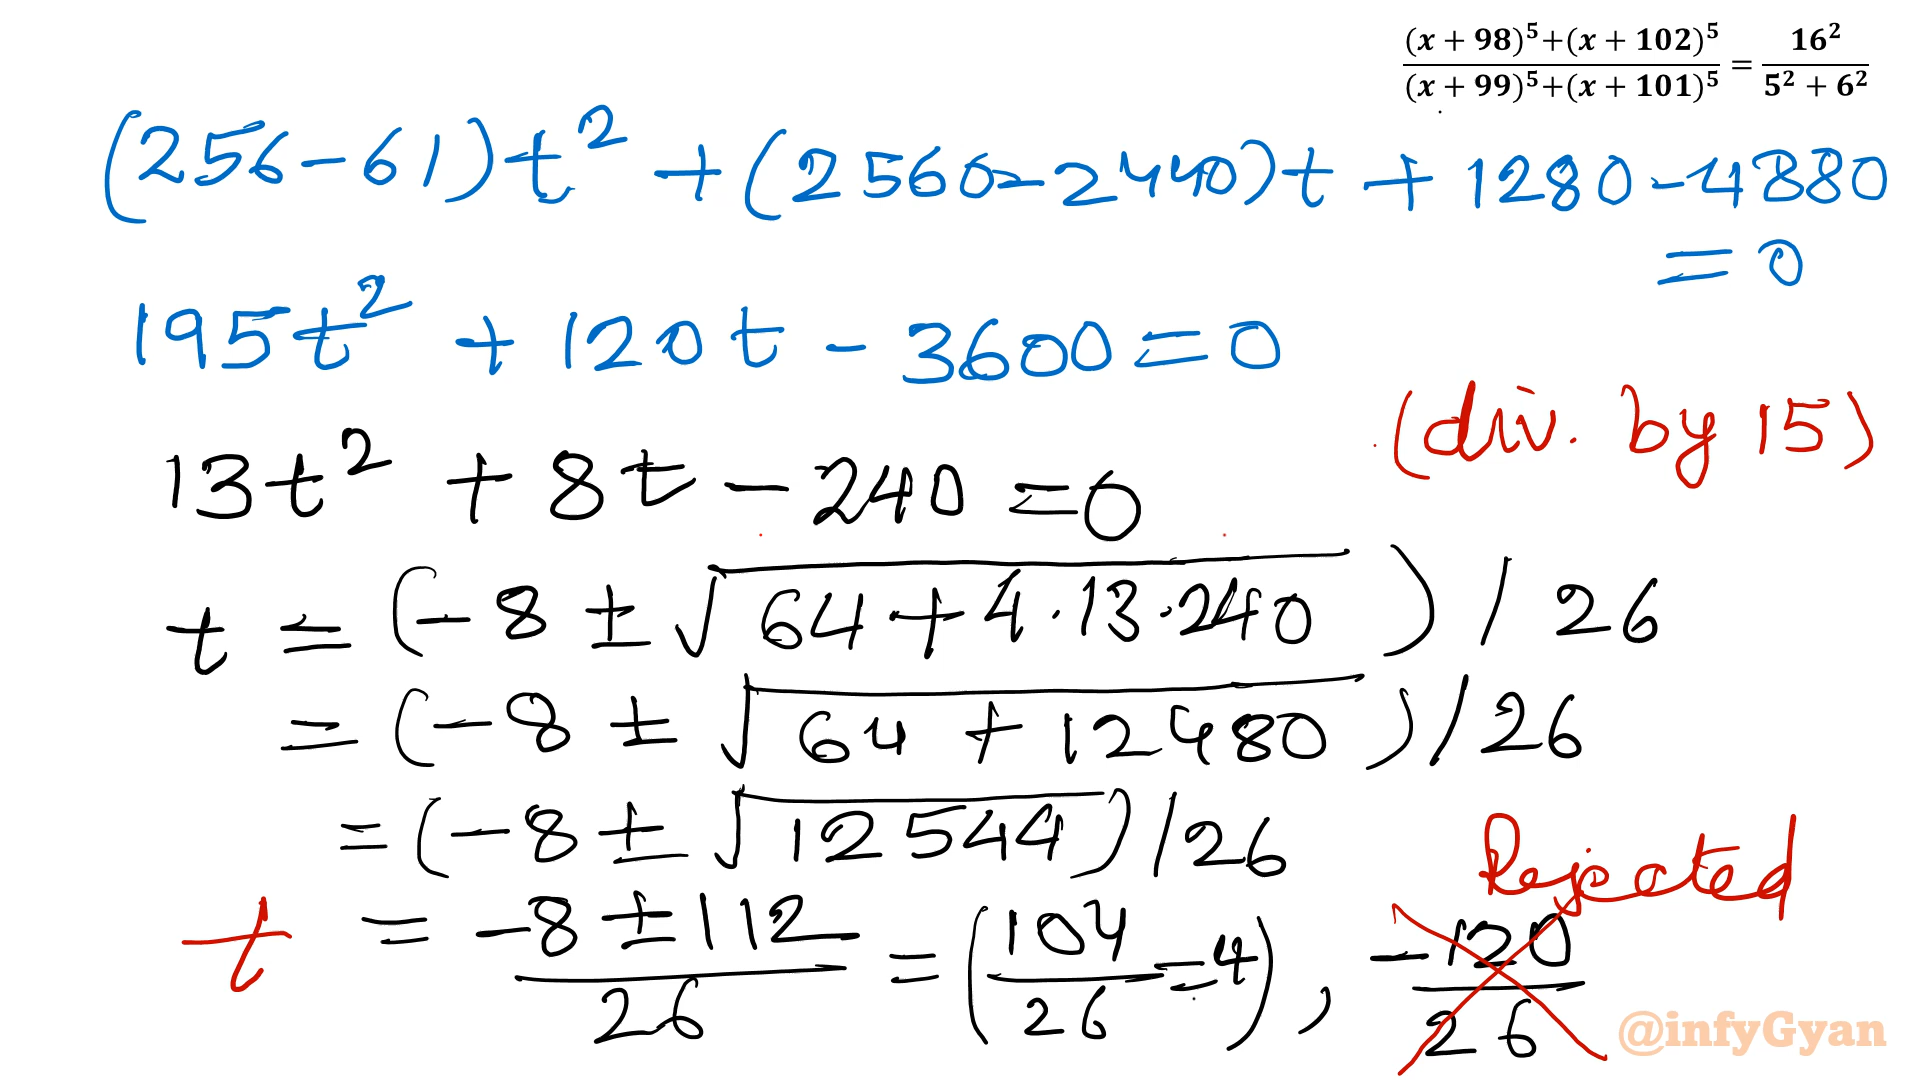 (x + 98)⁵+(x + 102)⁵ / (x + 99)⁵+(x + 101)⁵ = 16² / 5² + 6²
(256-61)t² + (2560-2440)t + 1280-4880
= 0
195t² + 120t - 3600=0
(div. by 15)
13t² + 8t - 240 =0
t = (-8 ± √64+4·13·240) / 26
= (-8 ± √64 + 12480) / 26
= (-8 ± √12544) / 26
Rejected
t = -8 ± 112 / 26 = (104 / 26 = 4), -120 / 26
@infyGyan